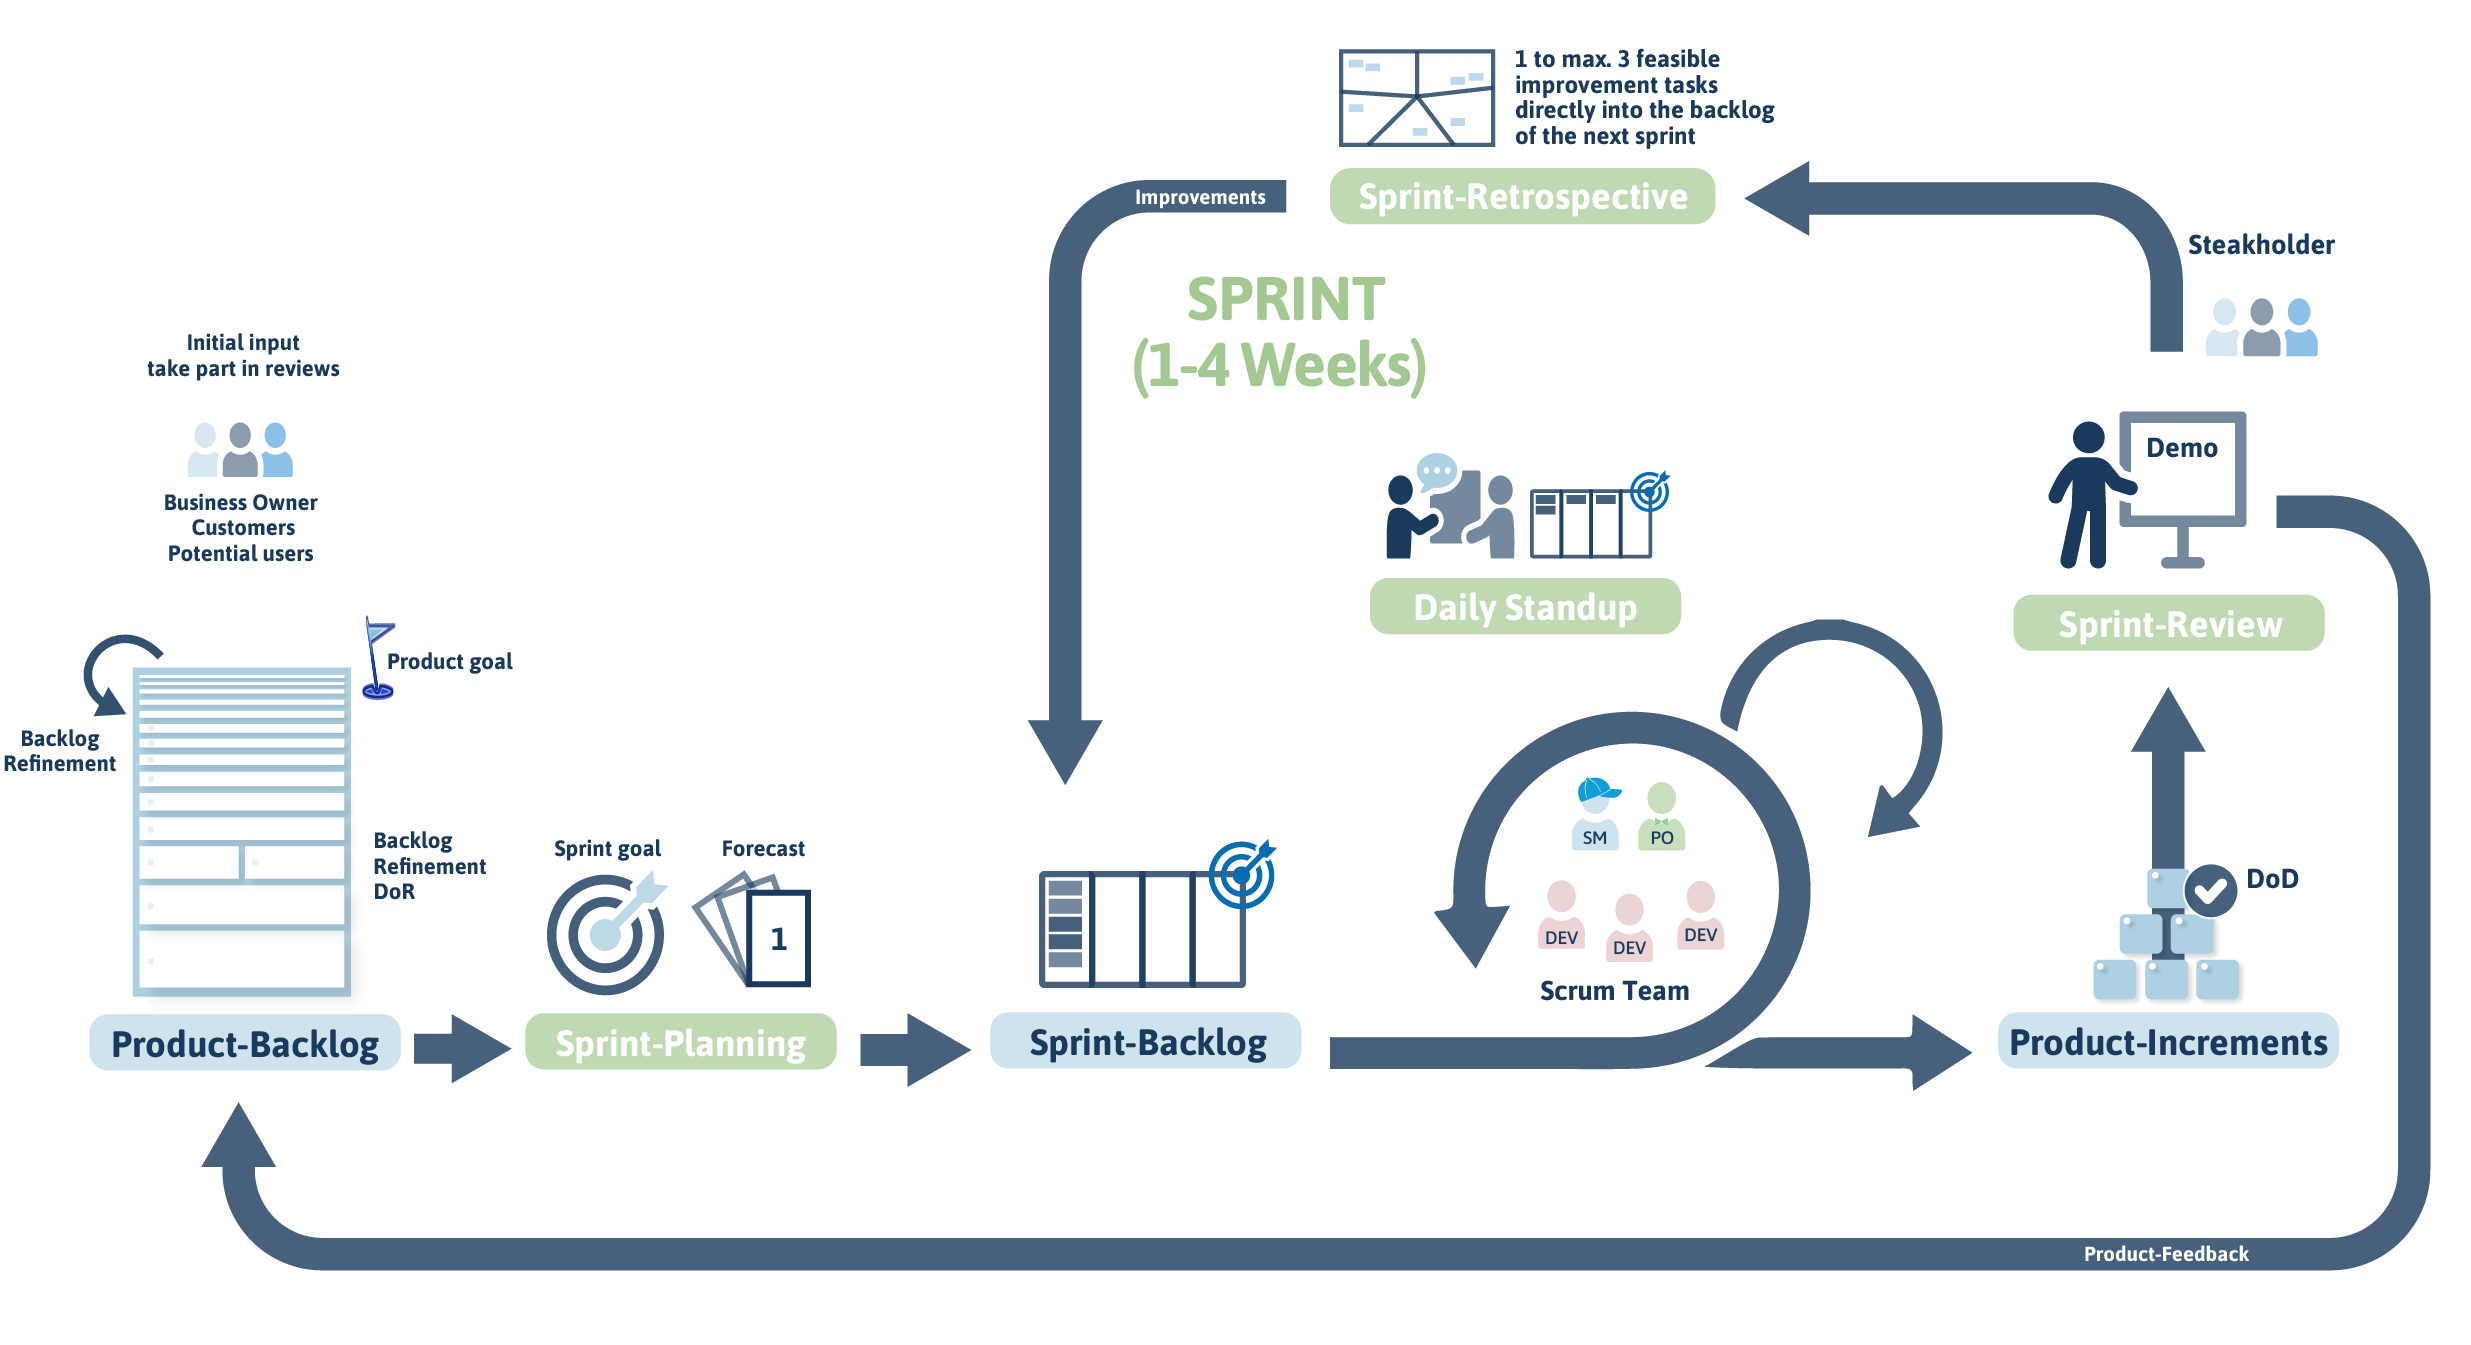 1 to max. 3 feasible
improvement tasks
directly into the backlog
of the next sprint
Improvements
Sprint-Retrospective
Steakholder
SPRINT
(1-4 Weeks)
Initial input
take part in reviews
Business Owner
Customers
Potential users
Demo
Daily Standup
Sprint-Review
Product goal
Backlog
Refinement
Backlog
Refinement
DoR
Sprint goal
Forecast
1
SM
PO
DEV
DEV
DEV
Scrum Team
DoD
Product-Backlog
Sprint-Planning
Sprint-Backlog
Product-Increments
Product-Feedback